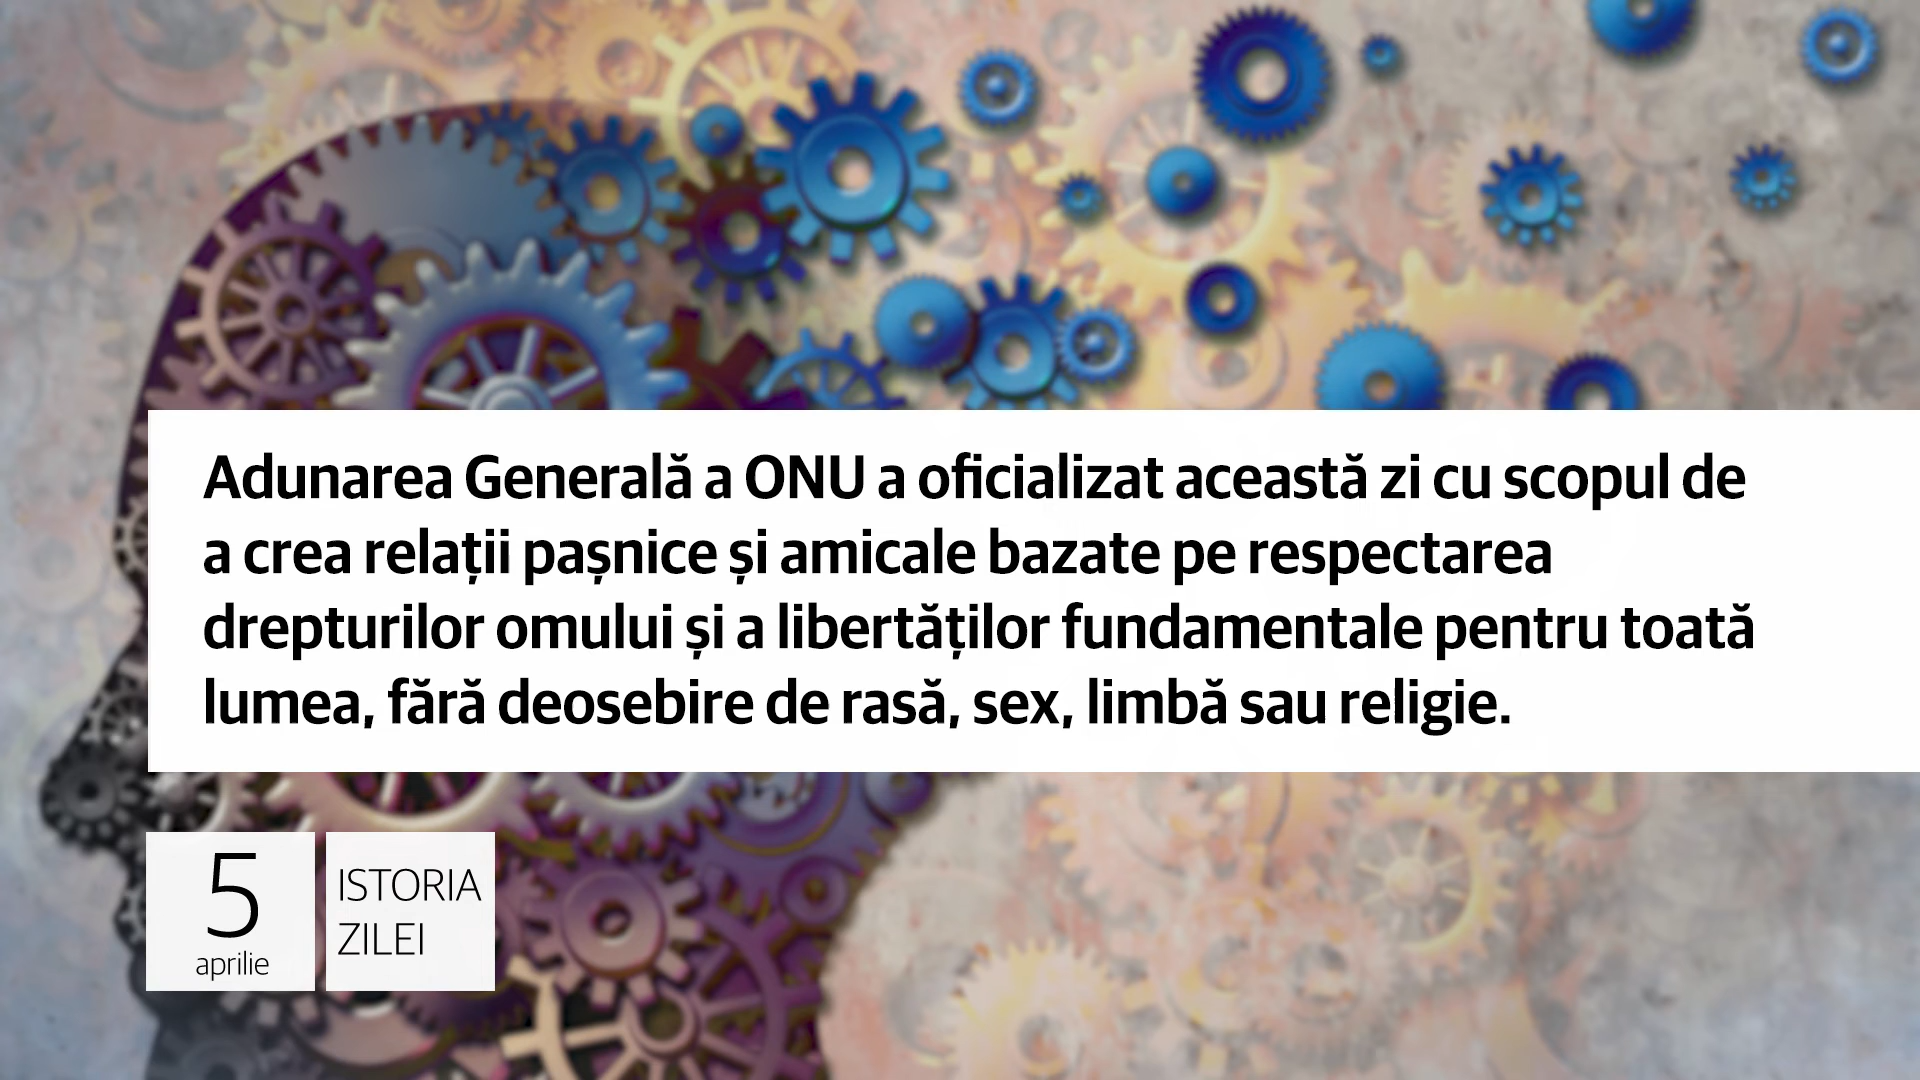 Adunarea Generală a ONU a oficializat această zi cu scopul de
a crea relații pașnice și amicale bazate pe respectarea
drepturilor omului și a libertăților fundamentale pentru toată
lumea, fără deosebire de rasă, sex, limbă sau religie.
5
aprilie
ISTORIA
ZILEI